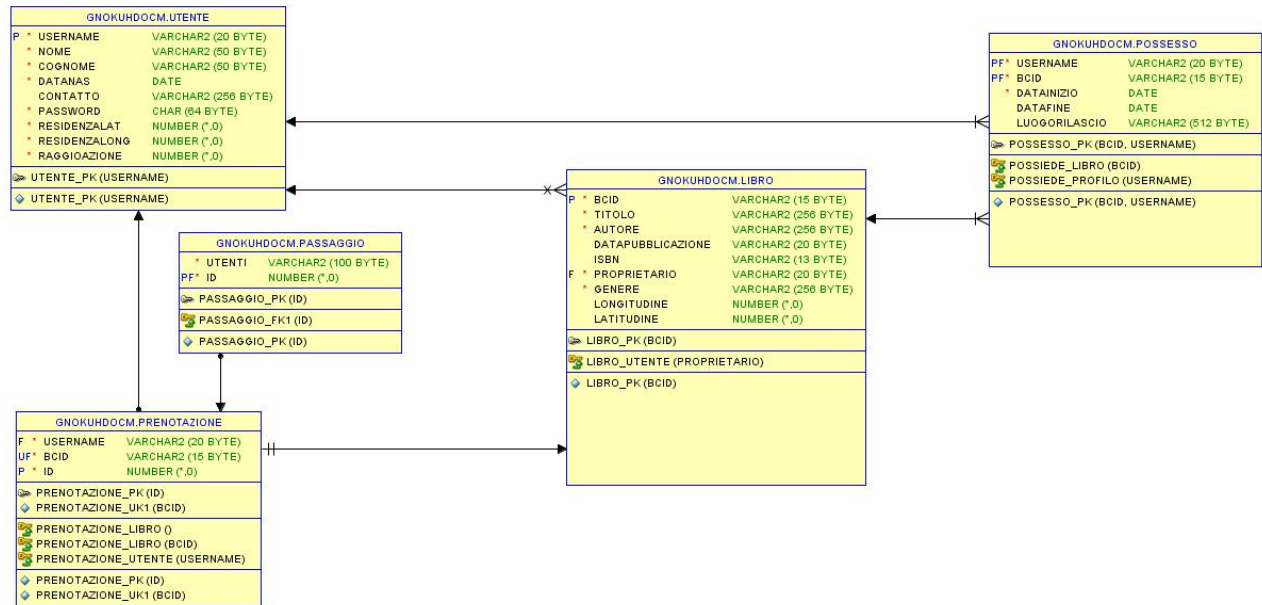 GNOKUHDOCM.UTENTE
P * USERNAME VARCHAR2 (20 BYTE)
* NOME VARCHAR2 (50 BYTE)
* COGNOME VARCHAR2 (50 BYTE)
* DATANAS DATE
CONTATTO VARCHAR2 (256 BYTE)
* PASSWORD CHAR (64 BYTE)
* RESIDENZALAT NUMBER (*,0)
* RESIDENZALONG NUMBER (*,0)
* RAGGIOAZIONE NUMBER (*,0)
UTENTE_PK (USERNAME)
UTENTE_PK (USERNAME)
GNOKUHDOCM.POSSESSO
PF* USERNAME VARCHAR2 (20 BYTE)
PF* BCID VARCHAR2 (15 BYTE)
* DATAINIZIO DATE
DATAFINE DATE
LUOGORILASCIO VARCHAR2 (512 BYTE)
POSSESSO_PK (BCID, USERNAME)
POSSIEDE_LIBRO (BCID)
POSSIEDE_PROFILO (USERNAME)
POSSESSO_PK (BCID, USERNAME)
GNOKUHDOCM.LIBRO
P * BCID VARCHAR2 (15 BYTE)
* TITOLO VARCHAR2 (256 BYTE)
* AUTORE VARCHAR2 (256 BYTE)
DATAPUBBLICAZIONE VARCHAR2 (20 BYTE)
ISBN VARCHAR2 (13 BYTE)
F * PROPRIETARIO VARCHAR2 (20 BYTE)
* GENERE VARCHAR2 (256 BYTE)
LONGITUDINE NUMBER (*,0)
LATITUDINE NUMBER (*,0)
LIBRO_PK (BCID)
LIBRO_UTENTE (PROPRIETARIO)
LIBRO_PK (BCID)
GNOKUHDOCM.PASSAGGIO
* UTENTI VARCHAR2 (100 BYTE)
PF* ID NUMBER (*,0)
PASSAGGIO_PK (ID)
PASSAGGIO_FK1 (ID)
PASSAGGIO_PK (ID)
GNOKUHDOCM.PRENOTAZIONE
F * USERNAME VARCHAR2 (20 BYTE)
UF* BCID VARCHAR2 (15 BYTE)
P * ID NUMBER (*,0)
PRENOTAZIONE_PK (ID)
PRENOTAZIONE_UK1 (BCID)
PRENOTAZIONE_LIBRO ()
PRENOTAZIONE_LIBRO (BCID)
PRENOTAZIONE_UTENTE (USERNAME)
PRENOTAZIONE_PK (ID)
PRENOTAZIONE_UK1 (BCID)